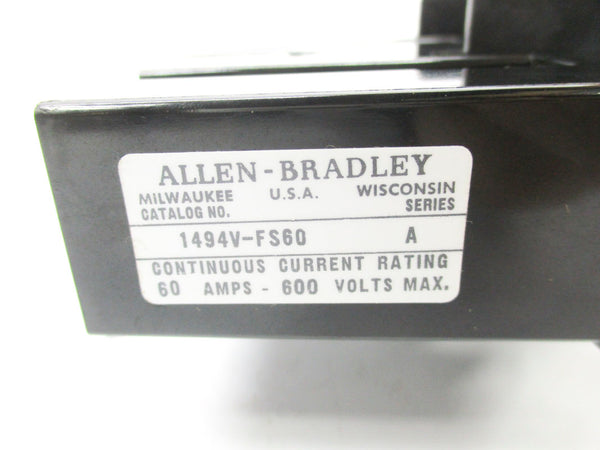 ALLEN-BRADLEY
MILWAUKEE U.S.A. WISCONSIN
CATALOG NO. SERIES
1494V-FS60 A
CONTINUOUS CURRENT RATING
60 AMPS - 600 VOLTS MAX.